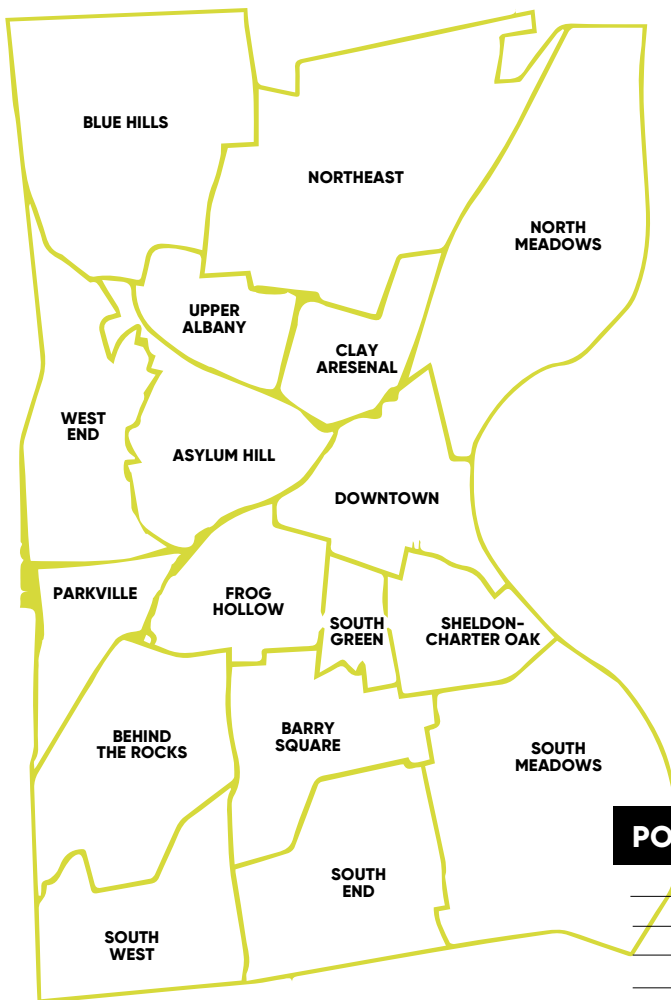 BLUE HILLS
NORTHEAST
NORTH
MEADOWS
UPPER
ALBANY
CLAY
ARESENAL
WEST
END
ASYLUM HILL
DOWNTOWN
PARKVILLE
FROG
HOLLOW
SOUTH
GREEN
SHELDON-
CHARTER OAK
BEHIND
THE ROCKS
BARRY
SQUARE
SOUTH
MEADOWS
PO
SOUTH
END
SOUTH
WEST